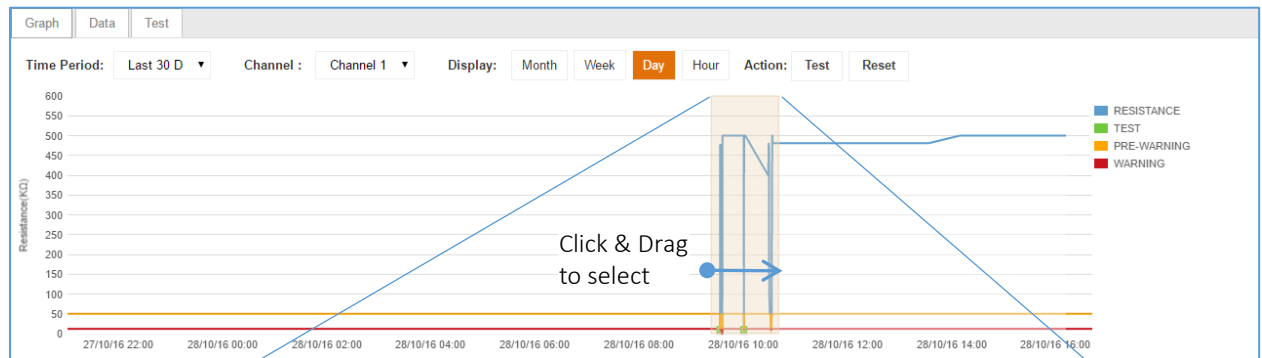 Graph Data Test
Time Period: Last 30 D ▼ Channel : Channel 1 ▼ Display: Month Week Day Hour Action: Test Reset
600
550
500
450
400
350
300
250
200
150
100
50
0
Resistance(KΩ)
RESISTANCE
TEST
PRE-WARNING
WARNING
Click & Drag
to select
27/10/16 22:00 28/10/16 00:00 28/10/16 02:00 28/10/16 04:00 28/10/16 06:00 28/10/16 08:00 28/10/16 10:00 28/10/16 12:00 28/10/16 14:00 28/10/16 16:00